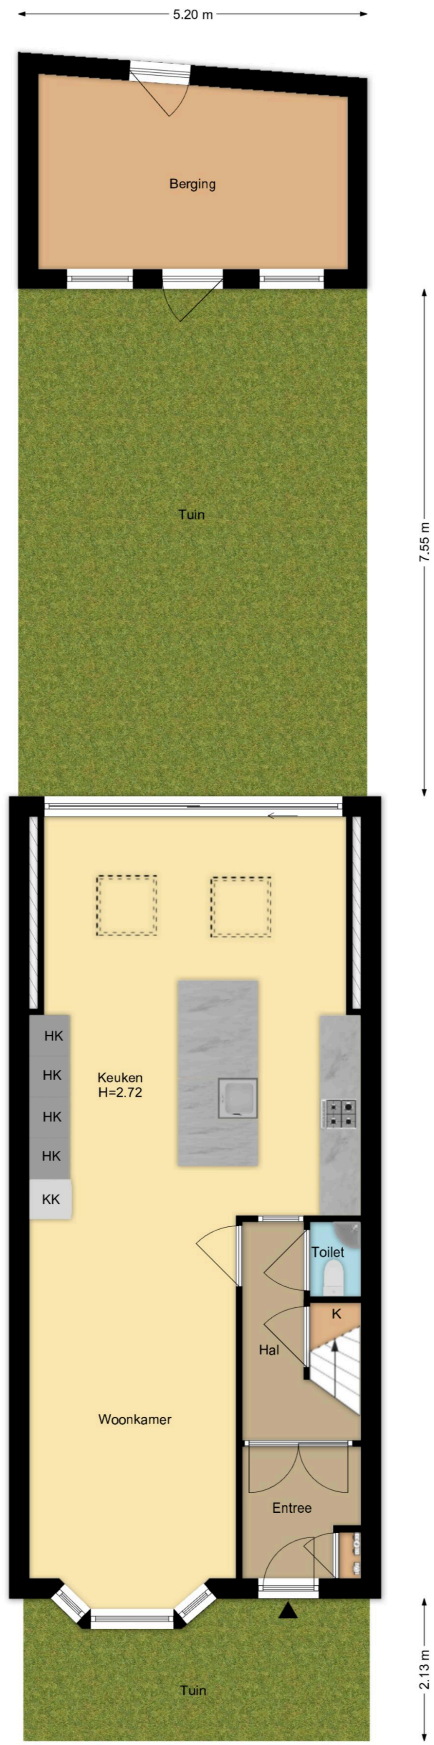 5.20 m
Berging
Tuin
7.55 m
HK
HK
HK
HK
KK
Keuken
H=2.72
Toilet
K
Hal
Woonkamer
Entree
Tuin
2.13 m